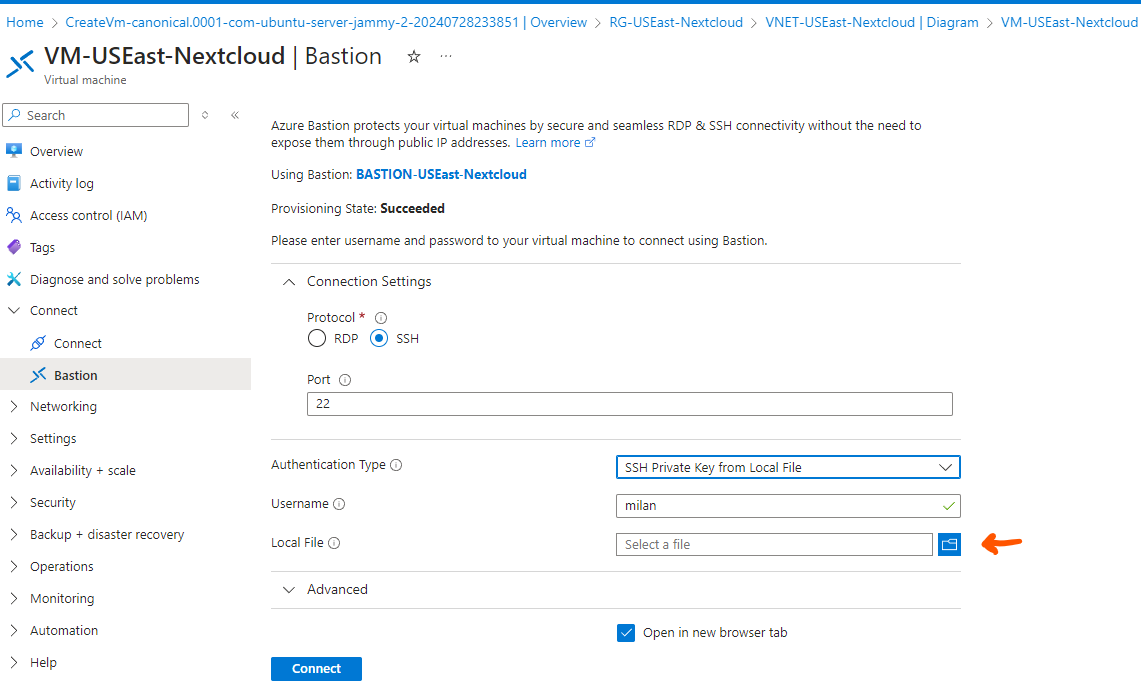 Home > CreateVm-canonical.0001-com-ubuntu-server-jammy-2-20240728233851 | Overview > RG-USEast-Nextcloud > VNET-USEast-Nextcloud | Diagram > VM-USEast-Nextcloud
VM-USEast-Nextcloud | Bastion ☆ ...
Virtual machine
Search
Overview
Activity log
Access control (IAM)
Tags
Diagnose and solve problems
Connect
Connect
Bastion
Networking
Settings
Availability + scale
Security
Backup + disaster recovery
Operations
Monitoring
Automation
Help
Azure Bastion protects your virtual machines by secure and seamless RDP & SSH connectivity without the need to
expose them through public IP addresses. Learn more
Using Bastion: BASTION-USEast-Nextcloud
Provisioning State: Succeeded
Please enter username and password to your virtual machine to connect using Bastion.
Connection Settings
Protocol *
RDP SSH
Port
22
Authentication Type SSH Private Key from Local File
Username milan
Local File Select a file
Advanced
Open in new browser tab
Connect